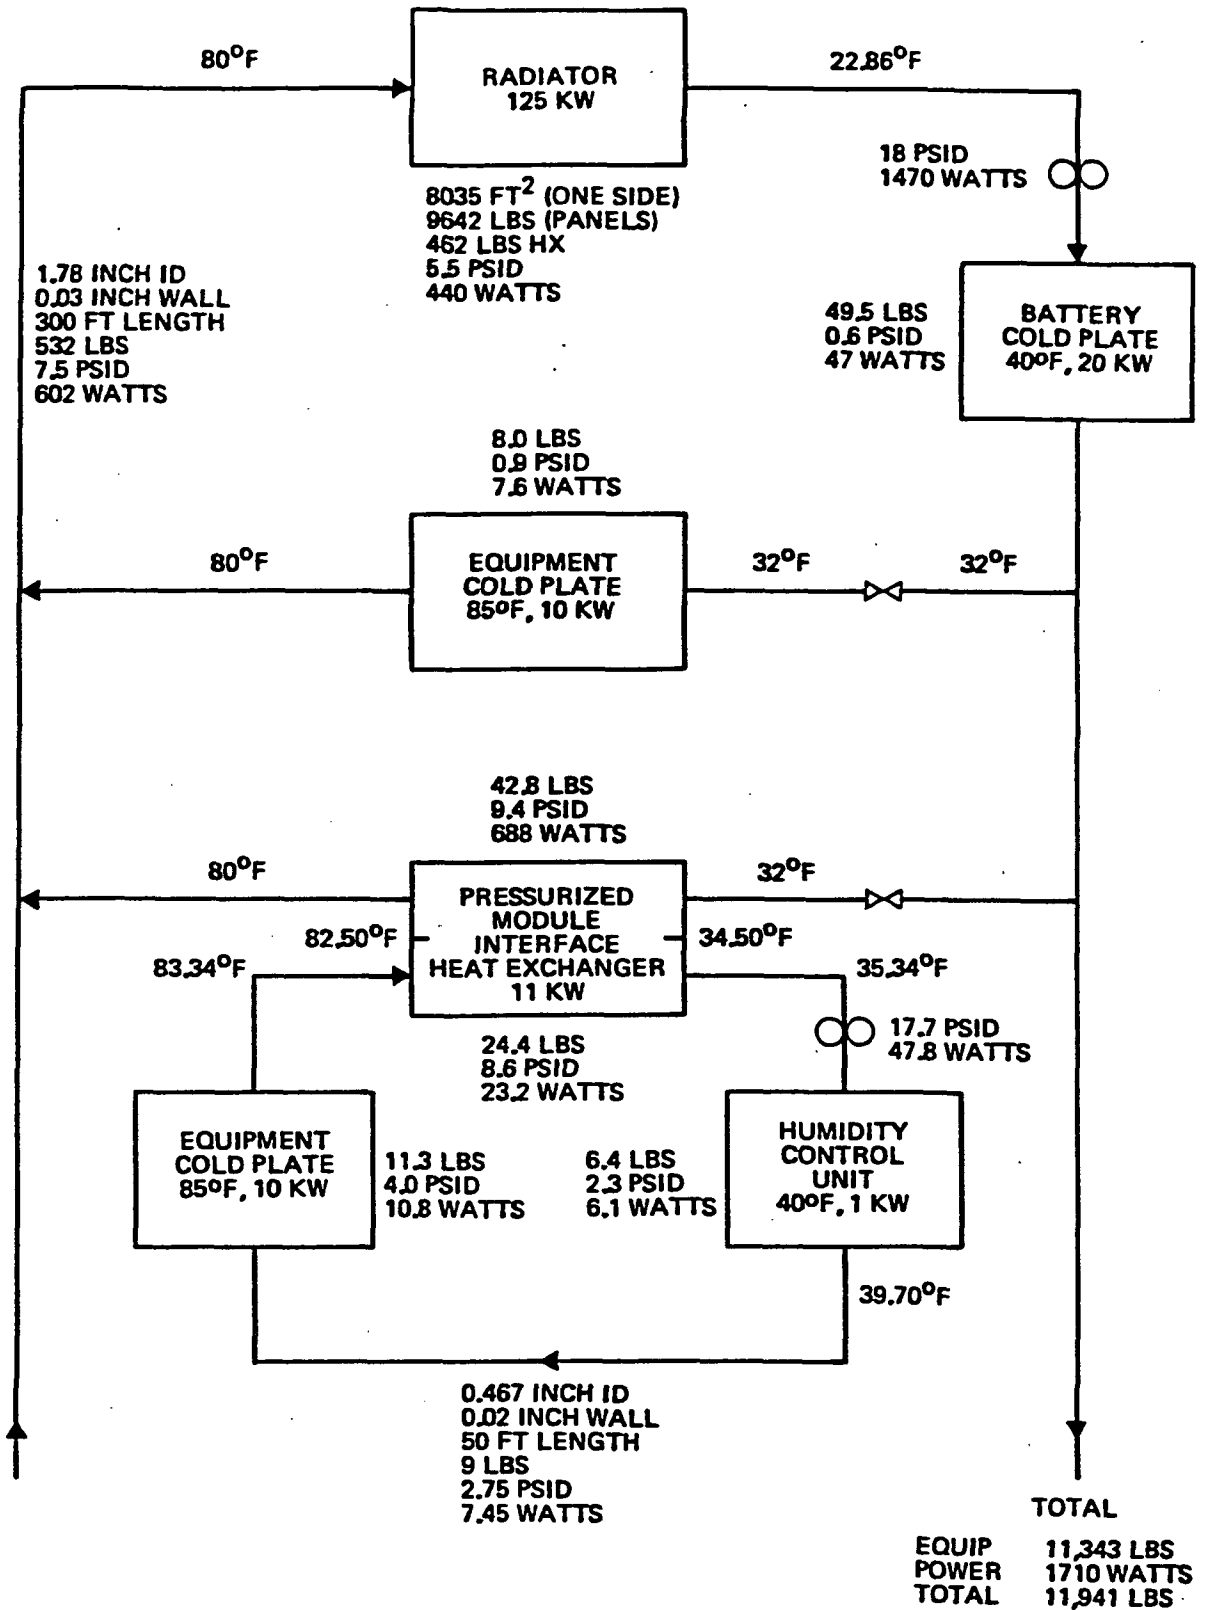 80°F
RADIATOR
125 KW
22.86°F
18 PSID
1470 WATTS
8035 FT² (ONE SIDE)
9642 LBS (PANELS)
462 LBS HX
5.5 PSID
440 WATTS
1.78 INCH ID
0.03 INCH WALL
300 FT LENGTH
532 LBS
7.5 PSID
602 WATTS
49.5 LBS
0.6 PSID
47 WATTS
BATTERY
COLD PLATE
40°F, 20 KW
8.0 LBS
0.9 PSID
7.6 WATTS
80°F
EQUIPMENT
COLD PLATE
85°F, 10 KW
32°F
32°F
42.8 LBS
9.4 PSID
688 WATTS
80°F
PRESSURIZED
MODULE
INTERFACE
HEAT EXCHANGER
11 KW
32°F
82.50°F
34.50°F
83.34°F
35.34°F
17.7 PSID
47.8 WATTS
24.4 LBS
8.6 PSID
23.2 WATTS
EQUIPMENT
COLD PLATE
85°F, 10 KW
11.3 LBS
4.0 PSID
10.8 WATTS
6.4 LBS
2.3 PSID
6.1 WATTS
HUMIDITY
CONTROL
UNIT
40°F, 1 KW
39.70°F
0.467 INCH ID
0.02 INCH WALL
50 FT LENGTH
9 LBS
2.75 PSID
7.45 WATTS
TOTAL
EQUIP 11,343 LBS
POWER 1710 WATTS
TOTAL 11,941 LBS